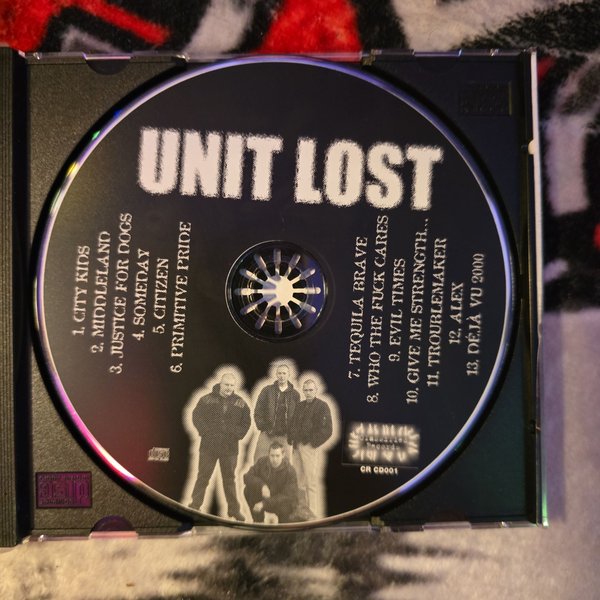 UNIT LOST
1. CITY KIDS
2. MIDDLELAND
3. JUSTICE FOR DOGS
4. SOMEDAY
5. CITIZEN
6. PRIMITIVE PRIDE
7. TEQUILA BRAVE
8. WHO THE FUCK CARES
9. EVIL TIMES
10. GIVE ME STRENGTH...
11. TROUBLEMAKER
12. ALEX
13. DÉJÀ VU 2000
CR CD001